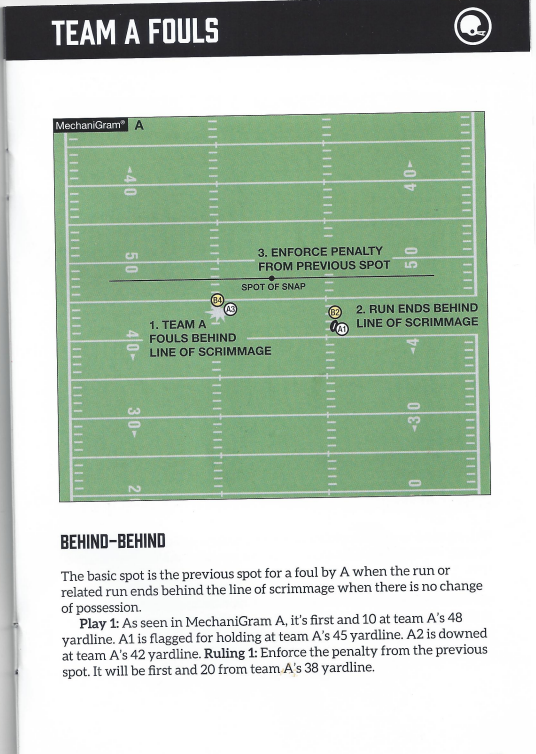 TEAM A FOULS
MechaniGram® A
40
40
50
50
3. ENFORCE PENALTY
FROM PREVIOUS SPOT
SPOT OF SNAP
B4
A3
B2
A1
2. RUN ENDS BEHIND
LINE OF SCRIMMAGE
1. TEAM A
FOULS BEHIND
LINE OF SCRIMMAGE
40
4
30
30
2
0
BEHIND–BEHIND
The basic spot is the previous spot for a foul by A when the run or
related run ends behind the line of scrimmage when there is no change
of possession.
Play 1: As seen in MechaniGram A, it's first and 10 at team A's 48
yardline. A1 is flagged for holding at team A's 45 yardline. A2 is downed
at team A's 42 yardline. Ruling 1: Enforce the penalty from the previous
spot. It will be first and 20 from team A's 38 yardline.